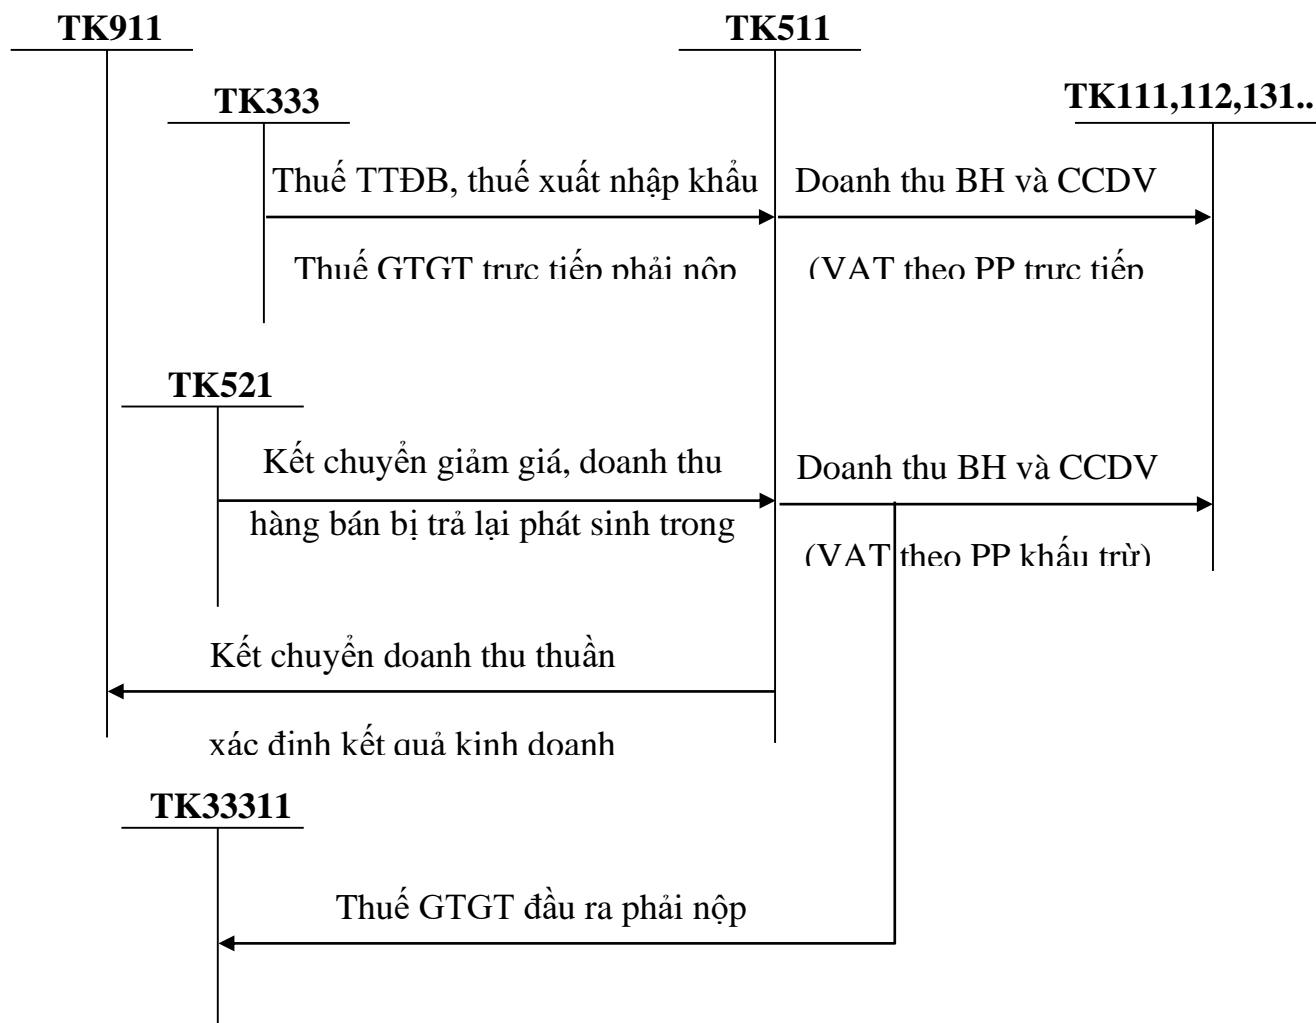 TK911
TK511
TK333
TK111,112,131..
Thuế TTĐB, thuế xuất nhập khẩu
Doanh thu BH và CCDV
Thuế GTGT trực tiếp phải nộp
(VAT theo PP trực tiếp
TK521
Kết chuyển giảm giá, doanh thu
Doanh thu BH và CCDV
hàng bán bị trả lại phát sinh trong
(VAT theo PP khấu trừ)
Kết chuyển doanh thu thuần
xác định kết quả kinh doanh
TK33311
Thuế GTGT đầu ra phải nộp